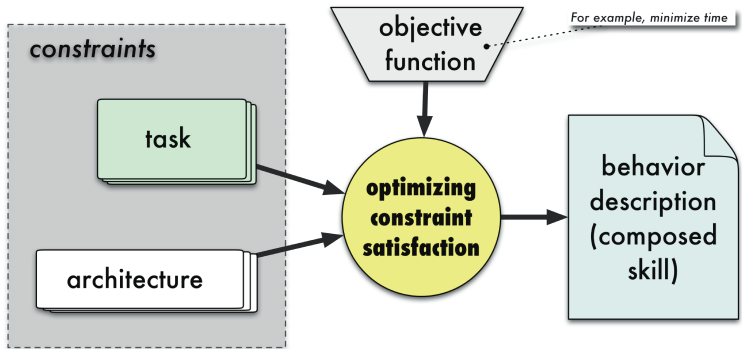 constraints
task
architecture
objective
function
For example, minimize time
optimizing
constraint
satisfaction
behavior
description
(composed
skill)